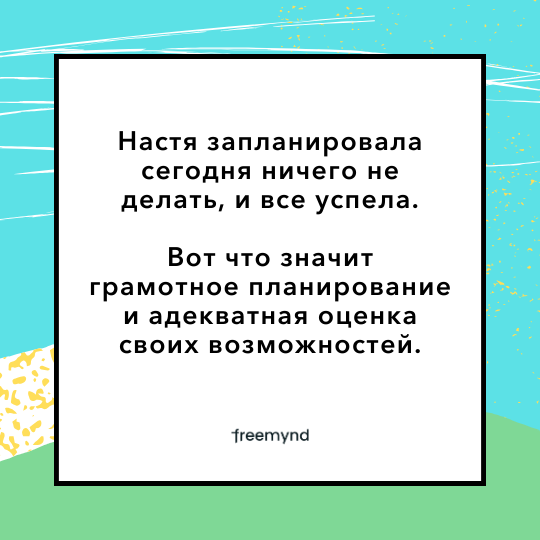 Настя запланировала
сегодня ничего не
делать, и все успела.
Вот что значит
грамотное планирование
и адекватная оценка
своих возможностей.
freemynd